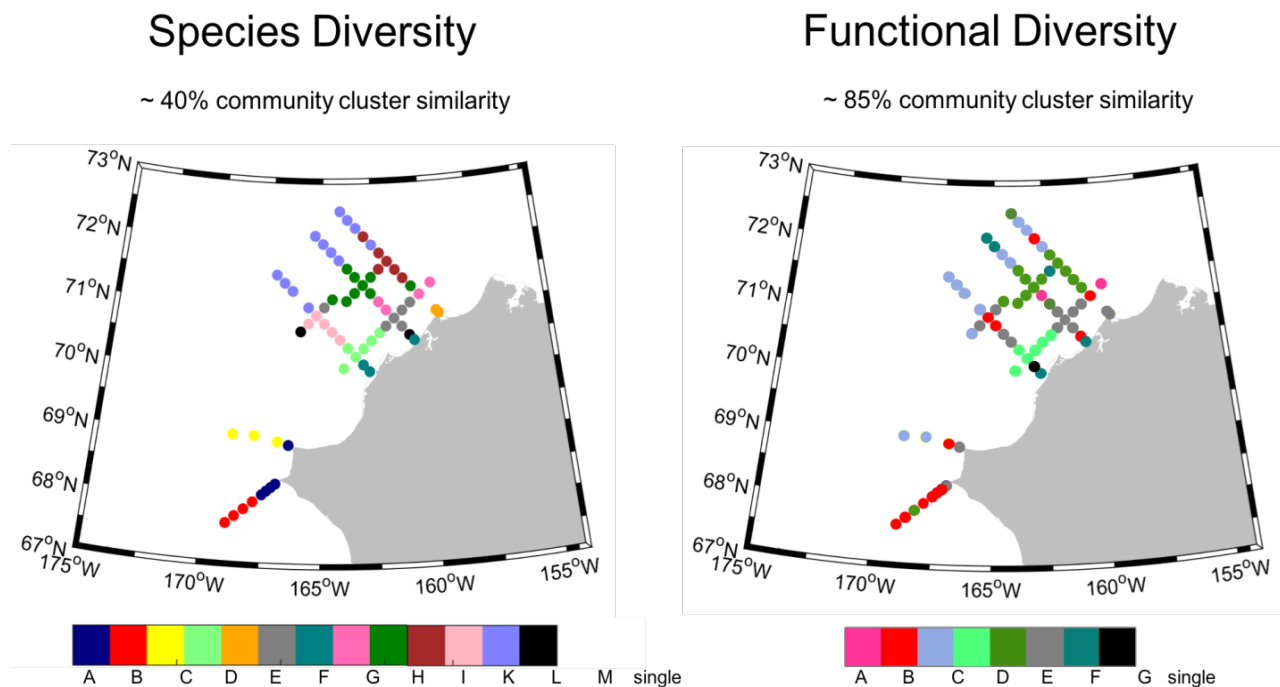 Species Diversity
~ 40% community cluster similarity
73°N
72°N
71°N
70°N
69°N
68°N
67°N
175°W
170°W
165°W
160°W
155°W
A B C D E F G H I K L M single
Functional Diversity
~ 85% community cluster similarity
73°N
72°N
71°N
70°N
69°N
68°N
67°N
175°W
170°W
165°W
160°W
155°W
A B C D E F G single